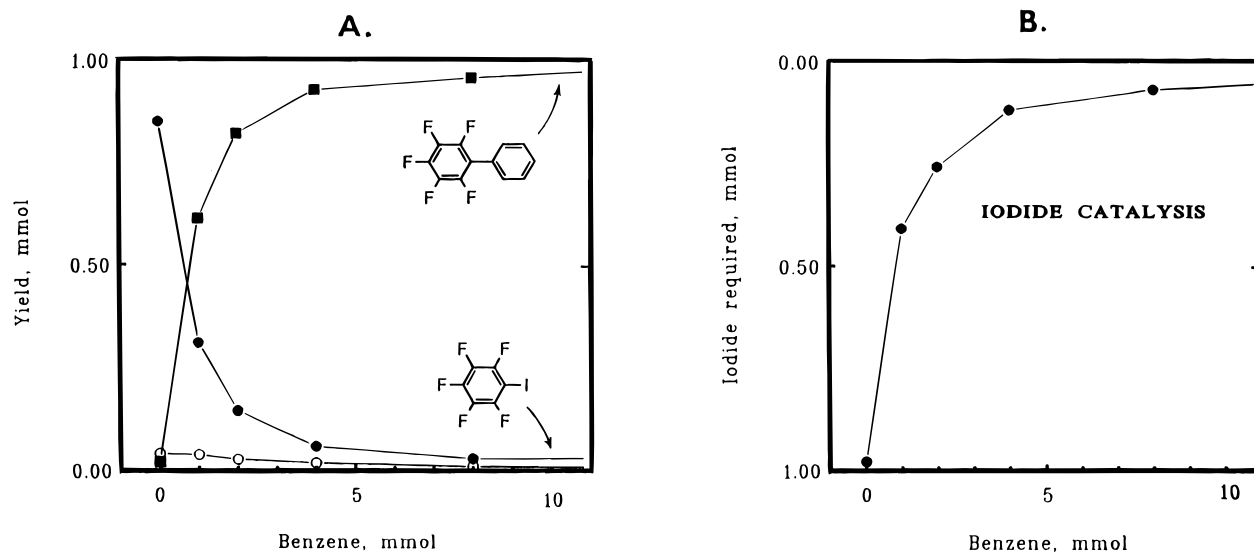 A.
1.00
0.50
0.00
Yield, mmol
F
F
F
F
F
F
F
F
I
F
F
0
5
10
Benzene, mmol
B.
0.00
0.50
1.00
Iodide required, mmol
IODIDE CATALYSIS
0
5
10
Benzene, mmol